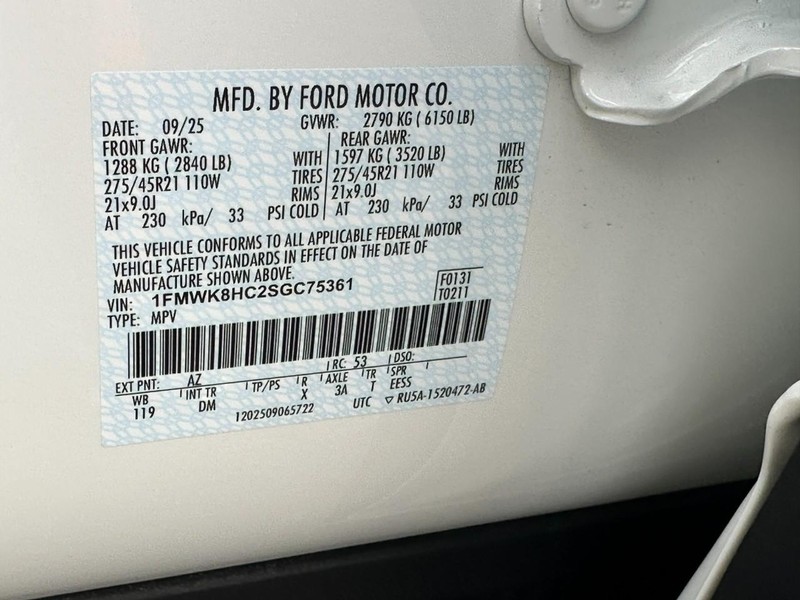 MFD. BY FORD MOTOR CO.
DATE: 09/25 GVWR: 2790 KG ( 6150 LB)
FRONT GAWR: REAR GAWR:
1288 KG ( 2840 LB) WITH 1597 KG ( 3520 LB) WITH
275/45R21 110W TIRES 275/45R21 110W TIRES
21x9.0J RIMS 21x9.0J RIMS
AT 230 kPa/ 33 PSI COLD AT 230 kPa/ 33 PSI COLD
THIS VEHICLE CONFORMS TO ALL APPLICABLE FEDERAL MOTOR
VEHICLE SAFETY STANDARDS IN EFFECT ON THE DATE OF
MANUFACTURE SHOWN ABOVE.
VIN: 1FMWK8HC2SGC75361 F0131
TYPE: MPV T0211
EXT PNT: AZ RC: 53 DSO:
WB INT TR TP/PS R AXLE TR SPR
119 DM X 3A T EESS
1202509065722 UTC ▽ RU5A-1520472-AB